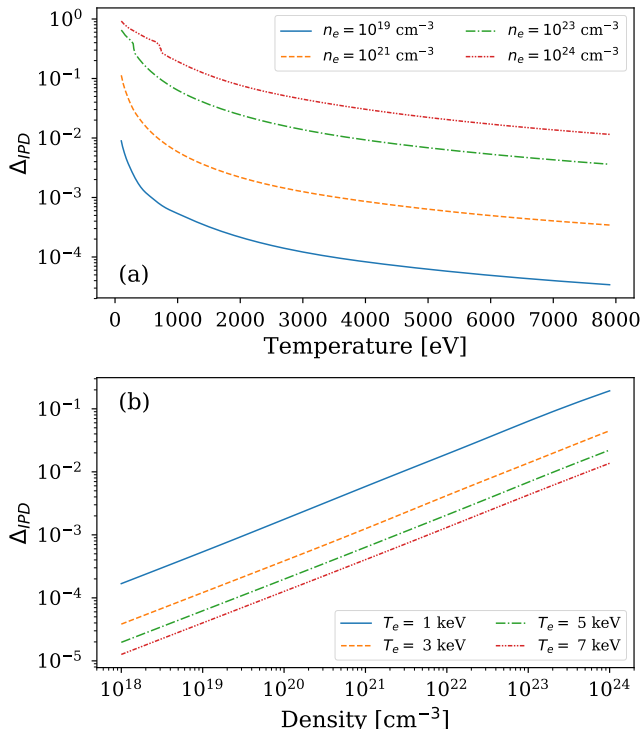 10⁰
10⁻¹
10⁻²
10⁻³
10⁻⁴
Δ_IPD
n_e = 10¹⁹ cm⁻³ n_e = 10²³ cm⁻³
n_e = 10²¹ cm⁻³ n_e = 10²⁴ cm⁻³
(a)
0 1000 2000 3000 4000 5000 6000 7000 8000
Temperature [eV]
(b)
10⁻¹
10⁻²
10⁻³
10⁻⁴
10⁻⁵
Δ_IPD
T_e = 1 keV T_e = 5 keV
T_e = 3 keV T_e = 7 keV
10¹⁸ 10¹⁹ 10²⁰ 10²¹ 10²² 10²³ 10²⁴
Density [cm⁻³]